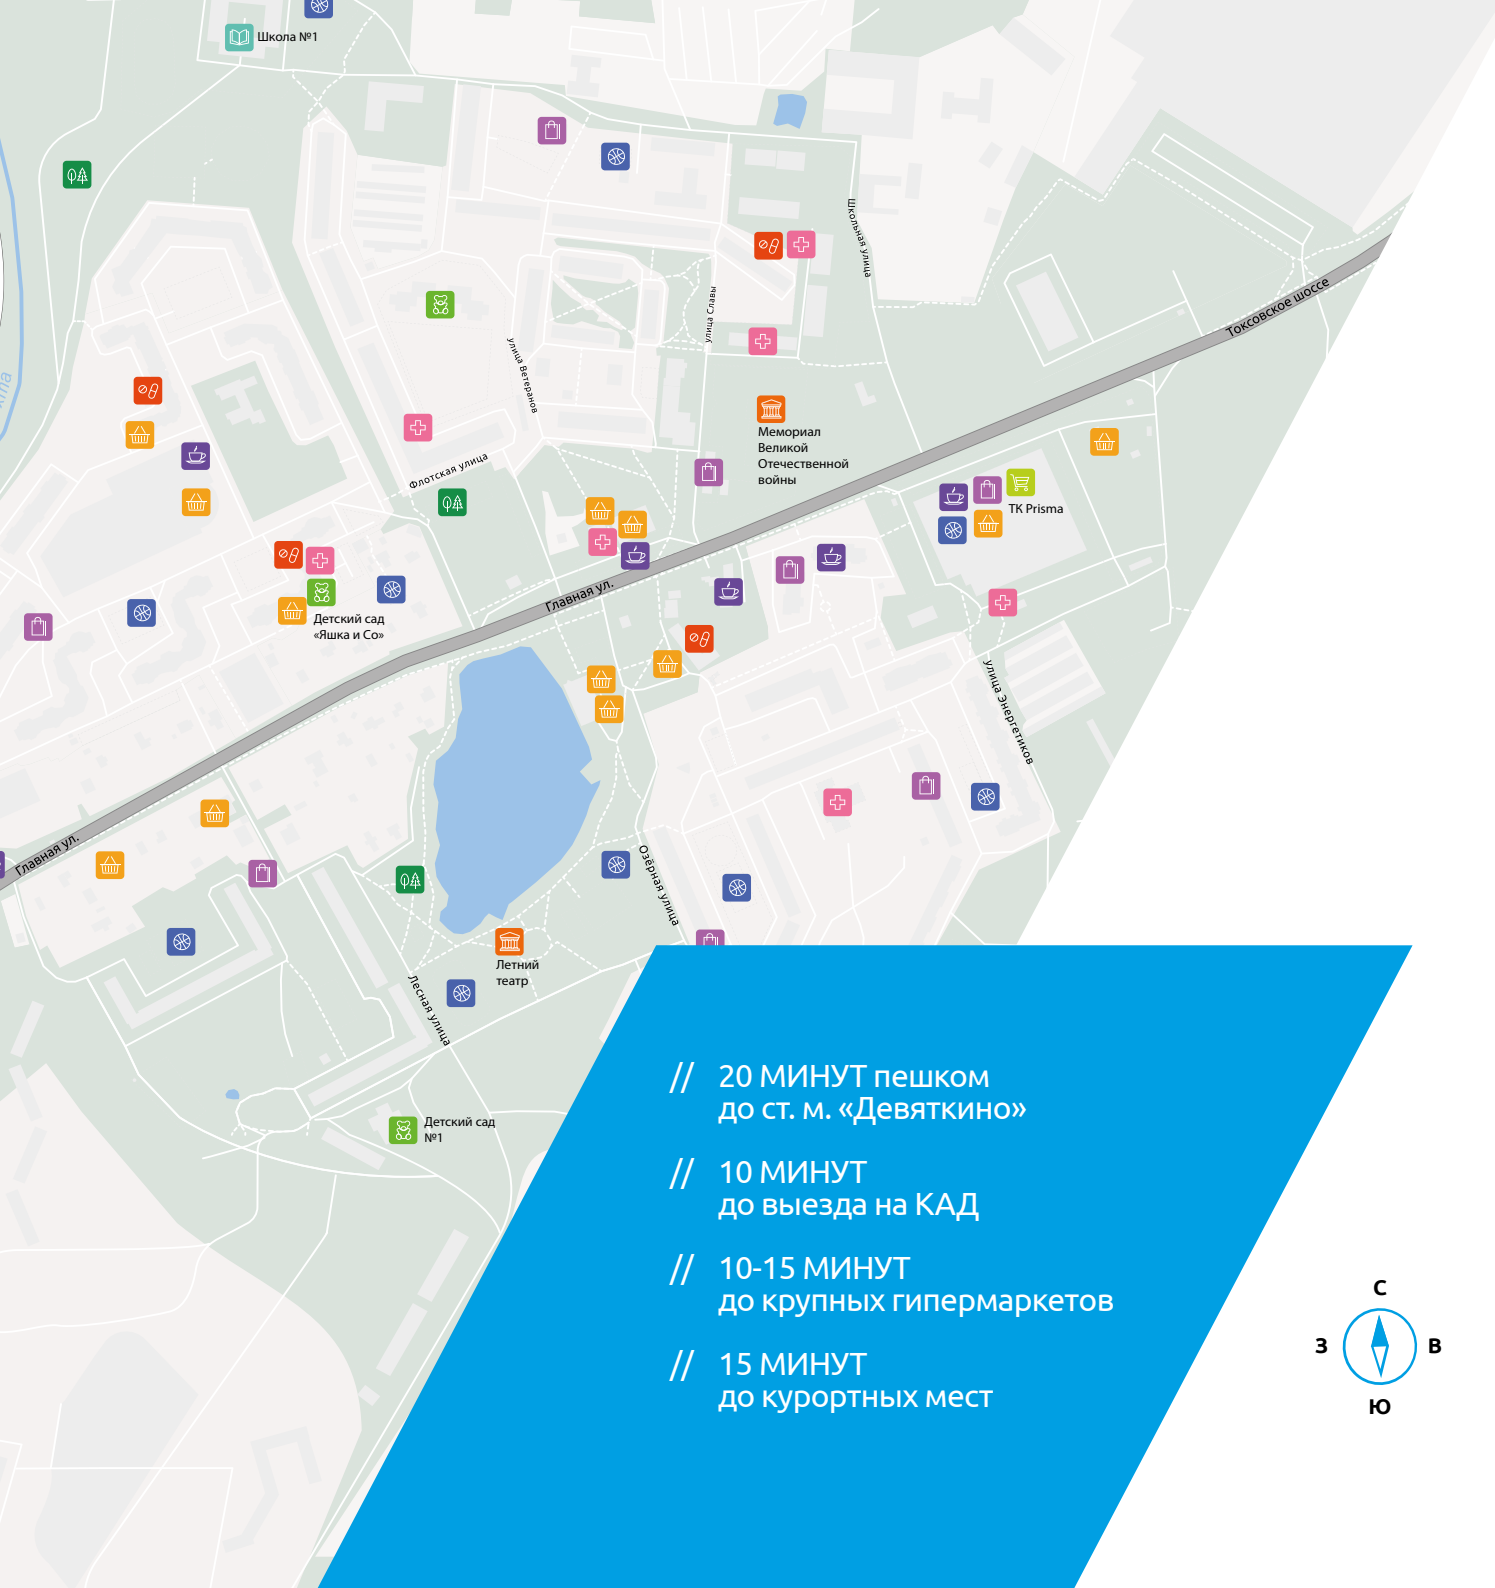 Школа №1
Школьная улица
улица Славы
Токсовское шоссе
улица Ветеранов
Мемориал
Великой
Отечественной
войны
Флотская улица
ТК Prisma
Главная ул.
Детский сад
«Яшка и Со»
улица Энергетиков
Главная ул.
Озёрная улица
Летний
театр
Лесная улица
Детский сад
№1
// 20 МИНУТ пешком
до ст. м. «Девяткино»
// 10 МИНУТ
до выезда на КАД
// 10-15 МИНУТ
до крупных гипермаркетов
// 15 МИНУТ
до курортных мест
С
З
В
Ю